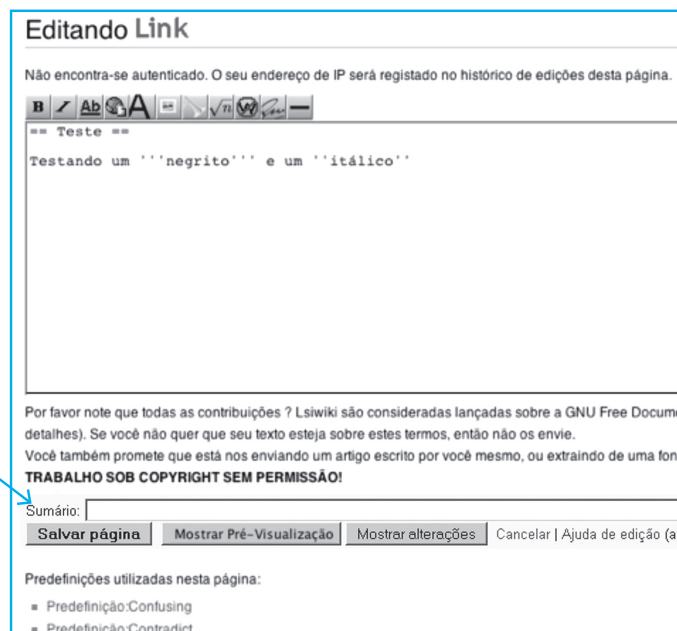 Editando Link
Não encontra-se autenticado. O seu endereço de IP será registado no histórico de edições desta página.
B I Ab A √n W
== Teste ==
Testando um '''negrito''' e um ''itálico''
Por favor note que todas as contribuições ? Lsiwiki são consideradas lançadas sobre a GNU Free Docum
detalhes). Se você não quer que seu texto esteja sobre estes termos, então não os envie.
Você também promete que está nos enviando um artigo escrito por você mesmo, ou extraindo de uma fon
TRABALHO SOB COPYRIGHT SEM PERMISSÃO!
Sumário:
Salvar página Mostrar Pré-Visualização Mostrar alterações Cancelar | Ajuda de edição (a
Predefinições utilizadas nesta página:
Predefinição:Confusing
Predefinição:Contradict